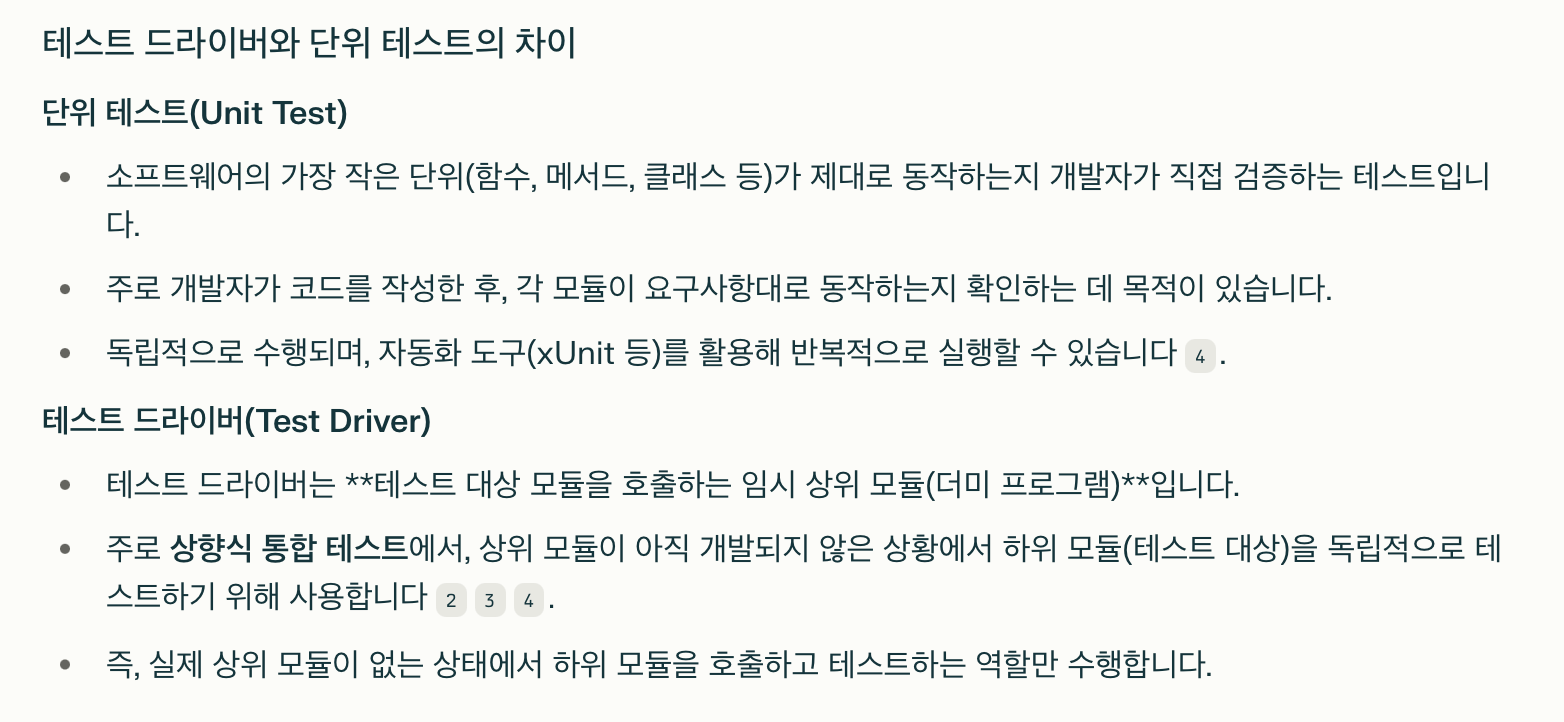 테스트 드라이버와 단위 테스트의 차이
단위 테스트(Unit Test)
• 소프트웨어의 가장 작은 단위(함수, 메서드, 클래스 등)가 제대로 동작하는지 개발자가 직접 검증하는 테스트입니
다.
• 주로 개발자가 코드를 작성한 후, 각 모듈이 요구사항대로 동작하는지 확인하는 데 목적이 있습니다.
• 독립적으로 수행되며, 자동화 도구(xUnit 등)를 활용해 반복적으로 실행할 수 있습니다 4 .
테스트 드라이버(Test Driver)
• 테스트 드라이버는 **테스트 대상 모듈을 호출하는 임시 상위 모듈(더미 프로그램)**입니다.
• 주로 상향식 통합 테스트에서, 상위 모듈이 아직 개발되지 않은 상황에서 하위 모듈(테스트 대상)을 독립적으로 테
스트하기 위해 사용합니다 2 3 4 .
• 즉, 실제 상위 모듈이 없는 상태에서 하위 모듈을 호출하고 테스트하는 역할만 수행합니다.